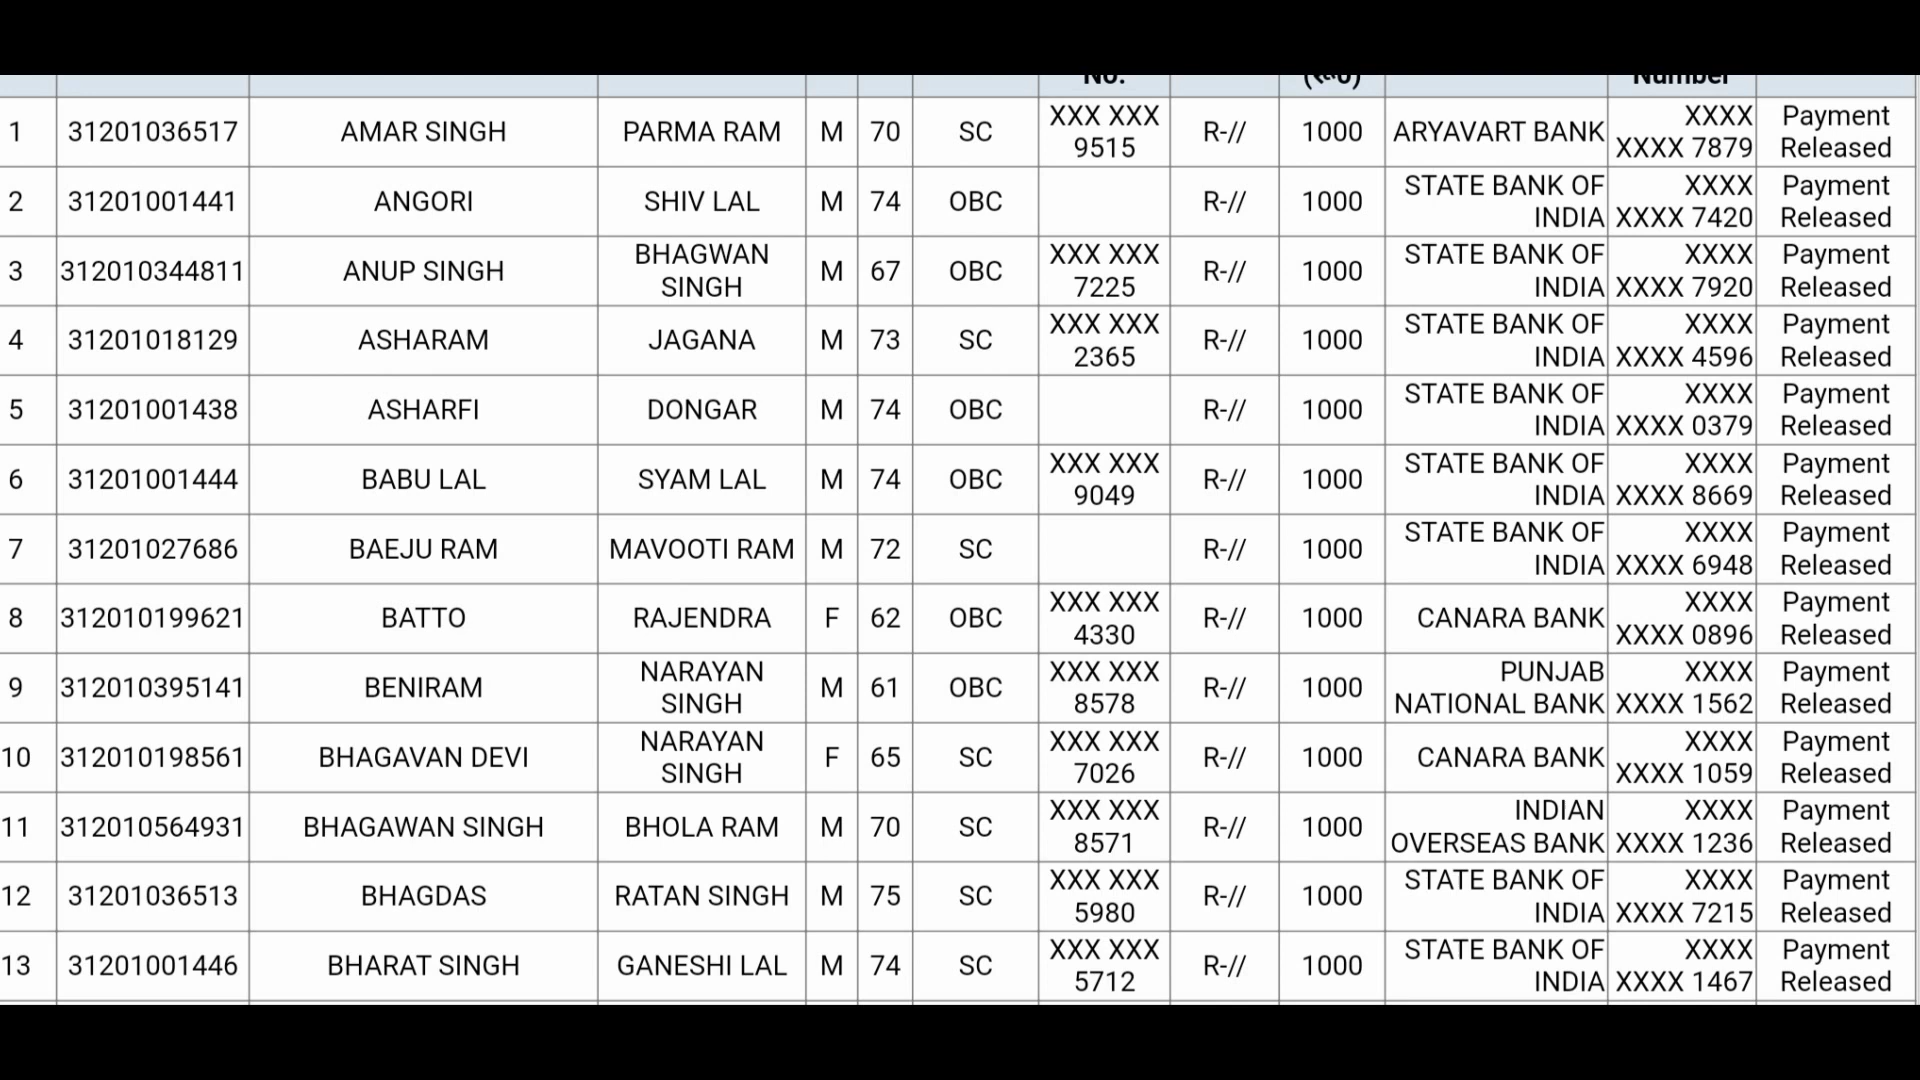 No. (रू0) Number
1 31201036517 AMAR SINGH PARMA RAM M 70 SC XXX XXX 9515 R-// 1000 ARYAVART BANK XXXX XXXX 7879 Payment Released
2 31201001441 ANGORI SHIV LAL M 74 OBC R-// 1000 STATE BANK OF INDIA XXXX XXXX 7420 Payment Released
3 312010344811 ANUP SINGH BHAGWAN SINGH M 67 OBC XXX XXX 7225 R-// 1000 STATE BANK OF INDIA XXXX XXXX 7920 Payment Released
4 31201018129 ASHARAM JAGANA M 73 SC XXX XXX 2365 R-// 1000 STATE BANK OF INDIA XXXX XXXX 4596 Payment Released
5 31201001438 ASHARFI DONGAR M 74 OBC R-// 1000 STATE BANK OF INDIA XXXX XXXX 0379 Payment Released
6 31201001444 BABU LAL SYAM LAL M 74 OBC XXX XXX 9049 R-// 1000 STATE BANK OF INDIA XXXX XXXX 8669 Payment Released
7 31201027686 BAEJU RAM MAVOOTI RAM M 72 SC R-// 1000 STATE BANK OF INDIA XXXX XXXX 6948 Payment Released
8 312010199621 BATTO RAJENDRA F 62 OBC XXX XXX 4330 R-// 1000 CANARA BANK XXXX XXXX 0896 Payment Released
9 312010395141 BENIRAM NARAYAN SINGH M 61 OBC XXX XXX 8578 R-// 1000 PUNJAB NATIONAL BANK XXXX XXXX 1562 Payment Released
10 312010198561 BHAGAVAN DEVI NARAYAN SINGH F 65 SC XXX XXX 7026 R-// 1000 CANARA BANK XXXX XXXX 1059 Payment Released
11 312010564931 BHAGAWAN SINGH BHOLA RAM M 70 SC XXX XXX 8571 R-// 1000 INDIAN OVERSEAS BANK XXXX XXXX 1236 Payment Released
12 31201036513 BHAGDAS RATAN SINGH M 75 SC XXX XXX 5980 R-// 1000 STATE BANK OF INDIA XXXX XXXX 7215 Payment Released
13 31201001446 BHARAT SINGH GANESHI LAL M 74 SC XXX XXX 5712 R-// 1000 STATE BANK OF INDIA XXXX XXXX 1467 Payment Released